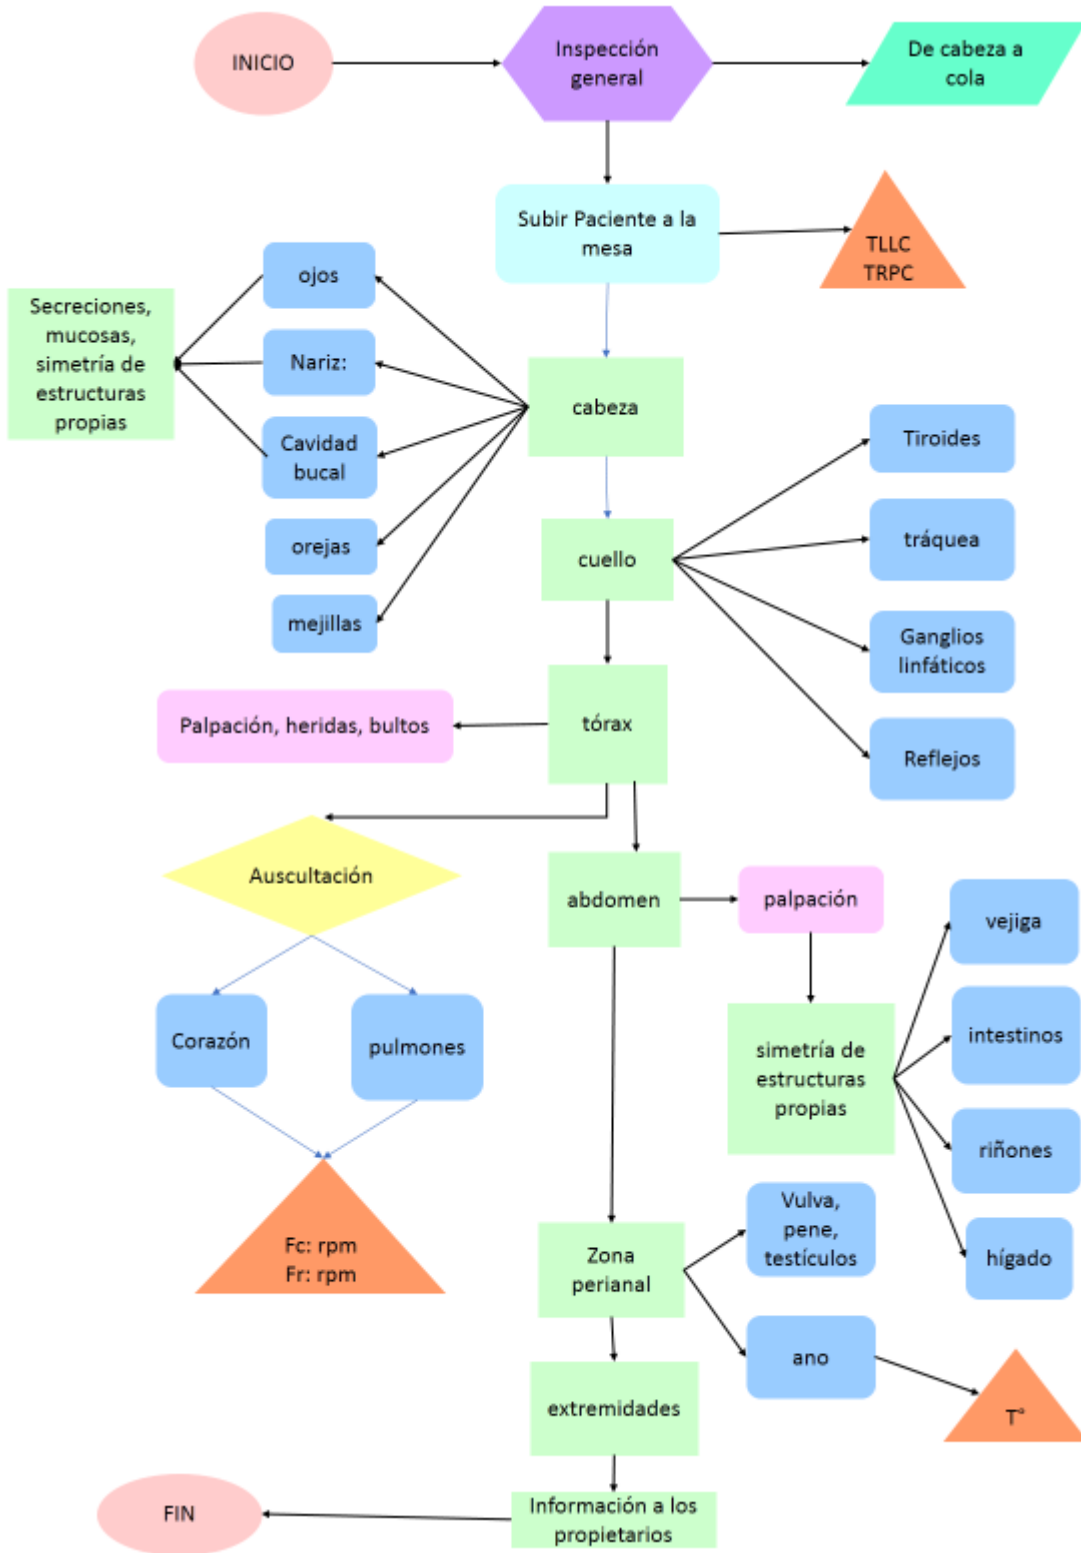 INICIO
Inspección
general
De cabeza a
cola
Subir Paciente a la
mesa
TLLC
TRPC
ojos
Secreciones,
mucosas,
simetría de
estructuras
propias
Nariz:
cabeza
Cavidad
bucal
Tiroides
orejas
cuello
tráquea
mejillas
Ganglios
linfáticos
Palpación, heridas, bultos
tórax
Reflejos
Auscultación
abdomen
palpación
vejiga
Corazón
pulmones
simetría de
estructuras
propias
intestinos
riñones
Fc: rpm
Fr: rpm
Zona
perianal
Vulva,
pene,
testículos
hígado
ano
extremidades
T°
FIN
Información a los
propietarios